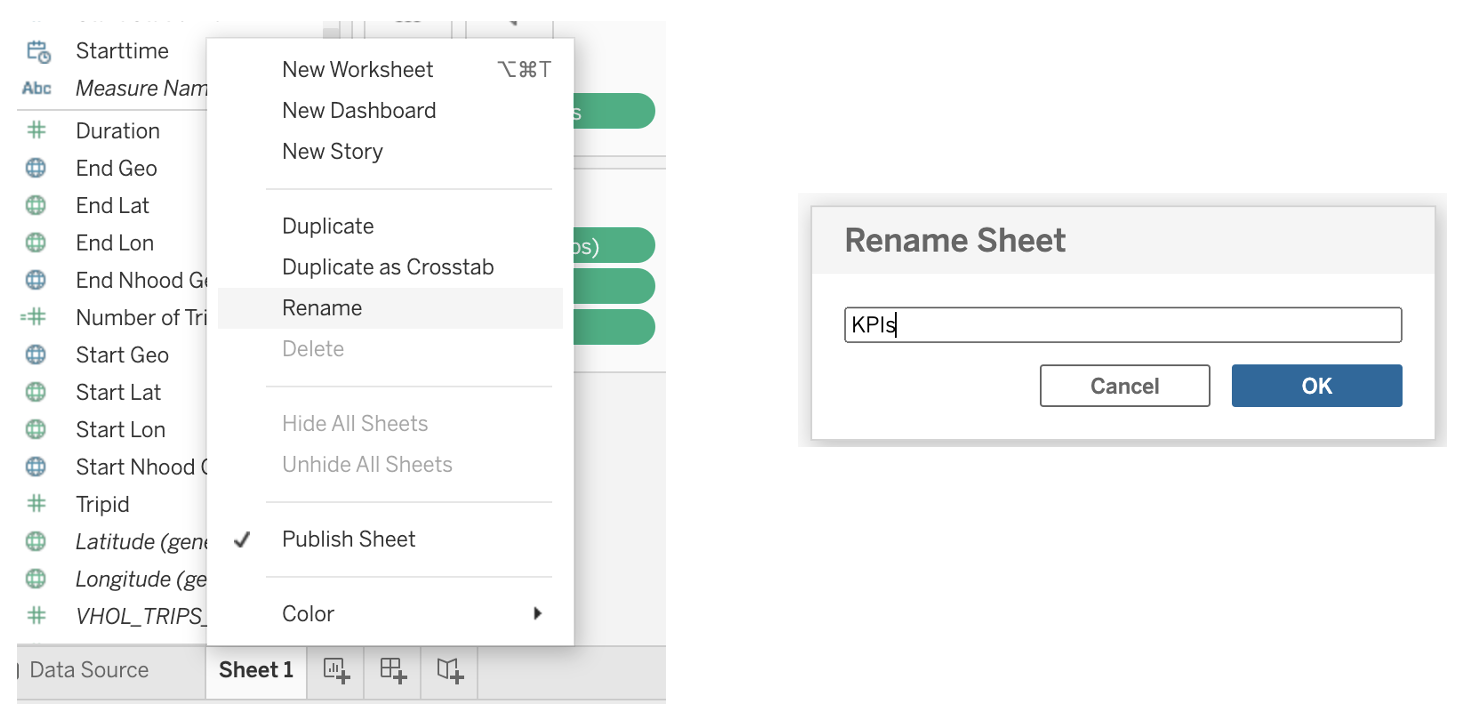 Starttime
Abc Measure Nam
Duration
End Geo
End Lat
End Lon
End Nhood Ge
Number of Tri
Start Geo
Start Lat
Start Lon
Start Nhood
Tripid
Latitude (gene
Longitude (ge
VHOL_TRIPS_
New Worksheet ⌥⌘T
New Dashboard
New Story
Duplicate
Duplicate as Crosstab
Rename
Delete
Hide All Sheets
Unhide All Sheets
Publish Sheet
Color
s
os)
Data Source
Sheet 1
Rename Sheet
KPIs
Cancel
OK